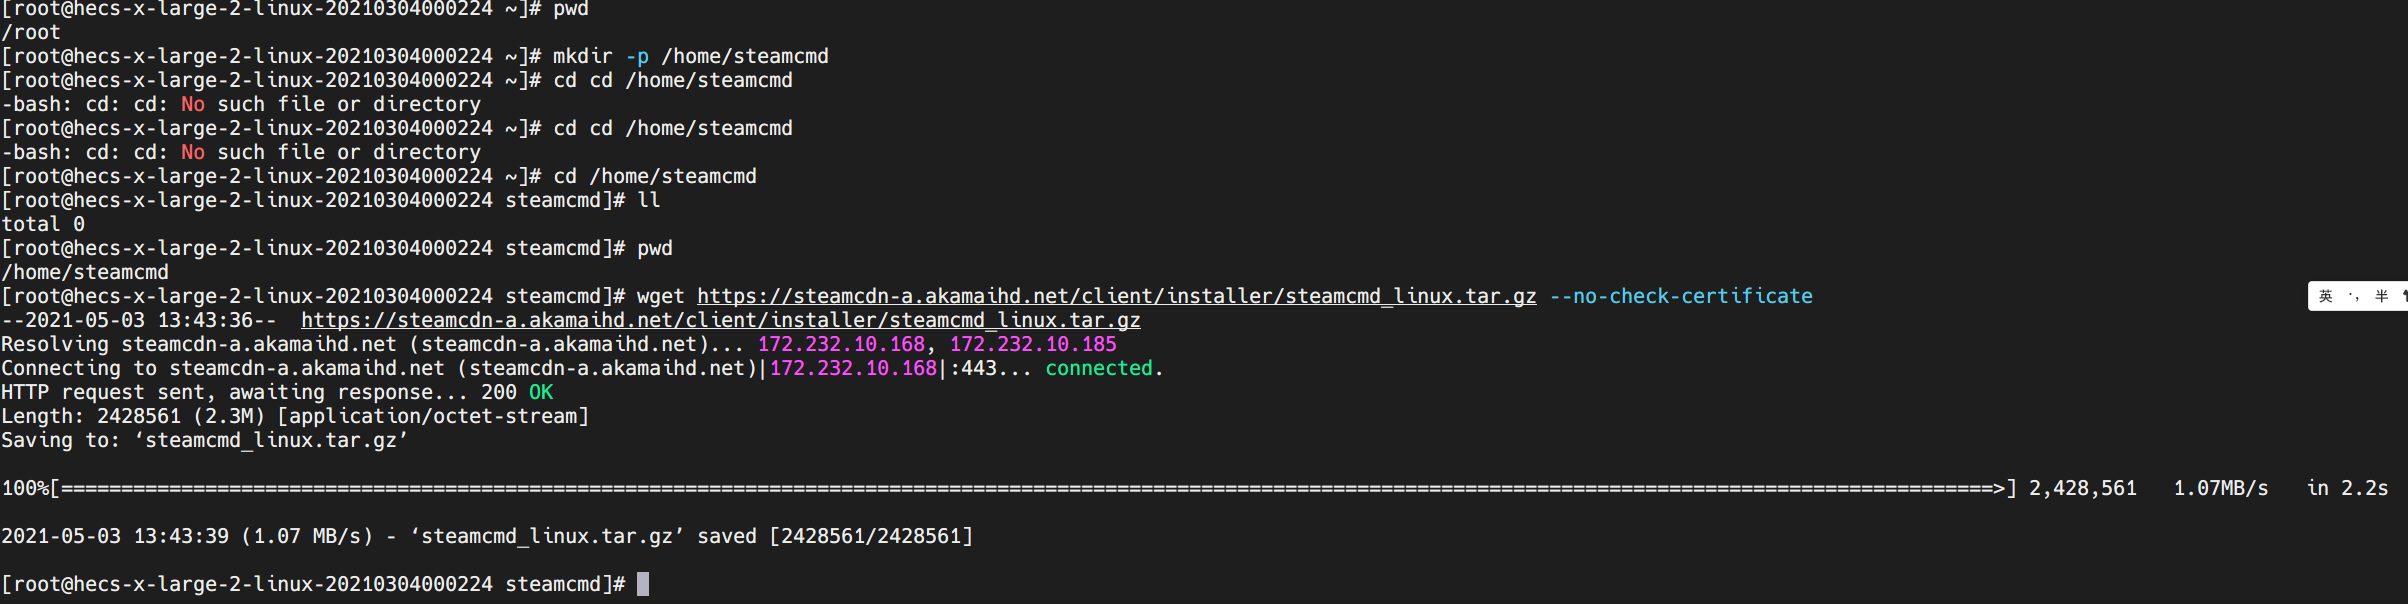 [root@hecs-x-large-2-linux-20210304000224 ~]# pwd
/root
[root@hecs-x-large-2-linux-20210304000224 ~]# mkdir -p /home/steamcmd
[root@hecs-x-large-2-linux-20210304000224 ~]# cd cd /home/steamcmd
-bash: cd: cd: No such file or directory
[root@hecs-x-large-2-linux-20210304000224 ~]# cd cd /home/steamcmd
-bash: cd: cd: No such file or directory
[root@hecs-x-large-2-linux-20210304000224 ~]# cd /home/steamcmd
[root@hecs-x-large-2-linux-20210304000224 steamcmd]# ll
total 0
[root@hecs-x-large-2-linux-20210304000224 steamcmd]# pwd
/home/steamcmd
[root@hecs-x-large-2-linux-20210304000224 steamcmd]# wget https://steamcdn-a.akamaihd.net/client/installer/steamcmd_linux.tar.gz --no-check-certificate
英 ·, 半
--2021-05-03 13:43:36--  https://steamcdn-a.akamaihd.net/client/installer/steamcmd_linux.tar.gz
Resolving steamcdn-a.akamaihd.net (steamcdn-a.akamaihd.net)... 172.232.10.168, 172.232.10.185
Connecting to steamcdn-a.akamaihd.net (steamcdn-a.akamaihd.net)|172.232.10.168|:443... connected.
HTTP request sent, awaiting response... 200 OK
Length: 2428561 (2.3M) [application/octet-stream]
Saving to: ‘steamcmd_linux.tar.gz’
100%[=================================================================================================================================================================>] 2,428,561   1.07MB/s   in 2.2s
2021-05-03 13:43:39 (1.07 MB/s) - ‘steamcmd_linux.tar.gz’ saved [2428561/2428561]
[root@hecs-x-large-2-linux-20210304000224 steamcmd]#